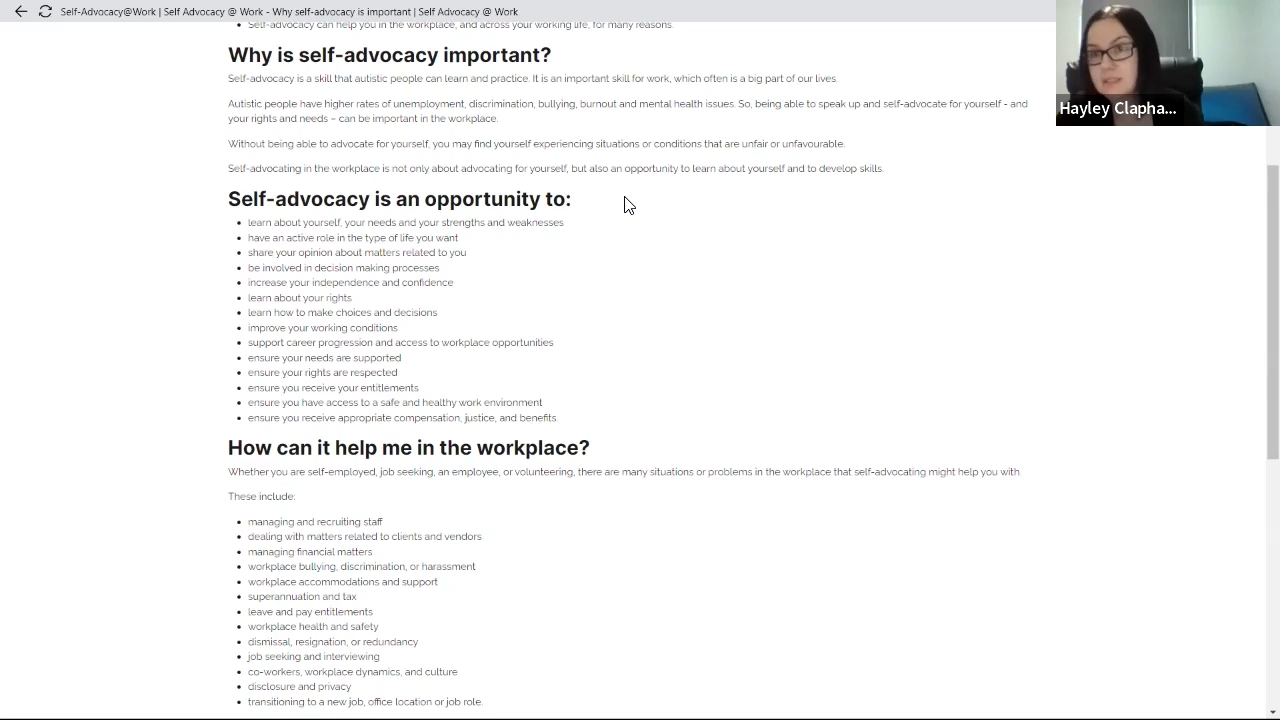 Self-Advocacy@Work | Self Advocacy @ Work - Why self-advocacy is important | Self Advocacy @ Work
Self-advocacy can help you in the workplace, and across your working life, for many reasons.
Why is self-advocacy important?
Self-advocacy is a skill that autistic people can learn and practice. It is an important skill for work, which often is a big part of our lives.
Autistic people have higher rates of unemployment, discrimination, bullying, burnout and mental health issues. So, being able to speak up and self-advocate for yourself - and
your rights and needs – can be important in the workplace.
Without being able to advocate for yourself, you may find yourself experiencing situations or conditions that are unfair or unfavourable.
Self-advocating in the workplace is not only about advocating for yourself, but also an opportunity to learn about yourself and to develop skills.
Self-advocacy is an opportunity to:
learn about yourself, your needs and your strengths and weaknesses
have an active role in the type of life you want
share your opinion about matters related to you
be involved in decision making processes
increase your independence and confidence
learn about your rights
learn how to make choices and decisions
improve your working conditions
support career progression and access to workplace opportunities
ensure your needs are supported
ensure your rights are respected
ensure you receive your entitlements
ensure you have access to a safe and healthy work environment
ensure you receive appropriate compensation, justice, and benefits.
How can it help me in the workplace?
Whether you are self-employed, job seeking, an employee, or volunteering, there are many situations or problems in the workplace that self-advocating might help you with
These include:
managing and recruiting staff
dealing with matters related to clients and vendors
managing financial matters
workplace bullying, discrimination, or harassment
workplace accommodations and support
superannuation and tax
leave and pay entitlements
workplace health and safety
dismissal, resignation, or redundancy
job seeking and interviewing
co-workers, workplace dynamics, and culture
disclosure and privacy
transitioning to a new job, office location or job role.
Hayley Clapha...